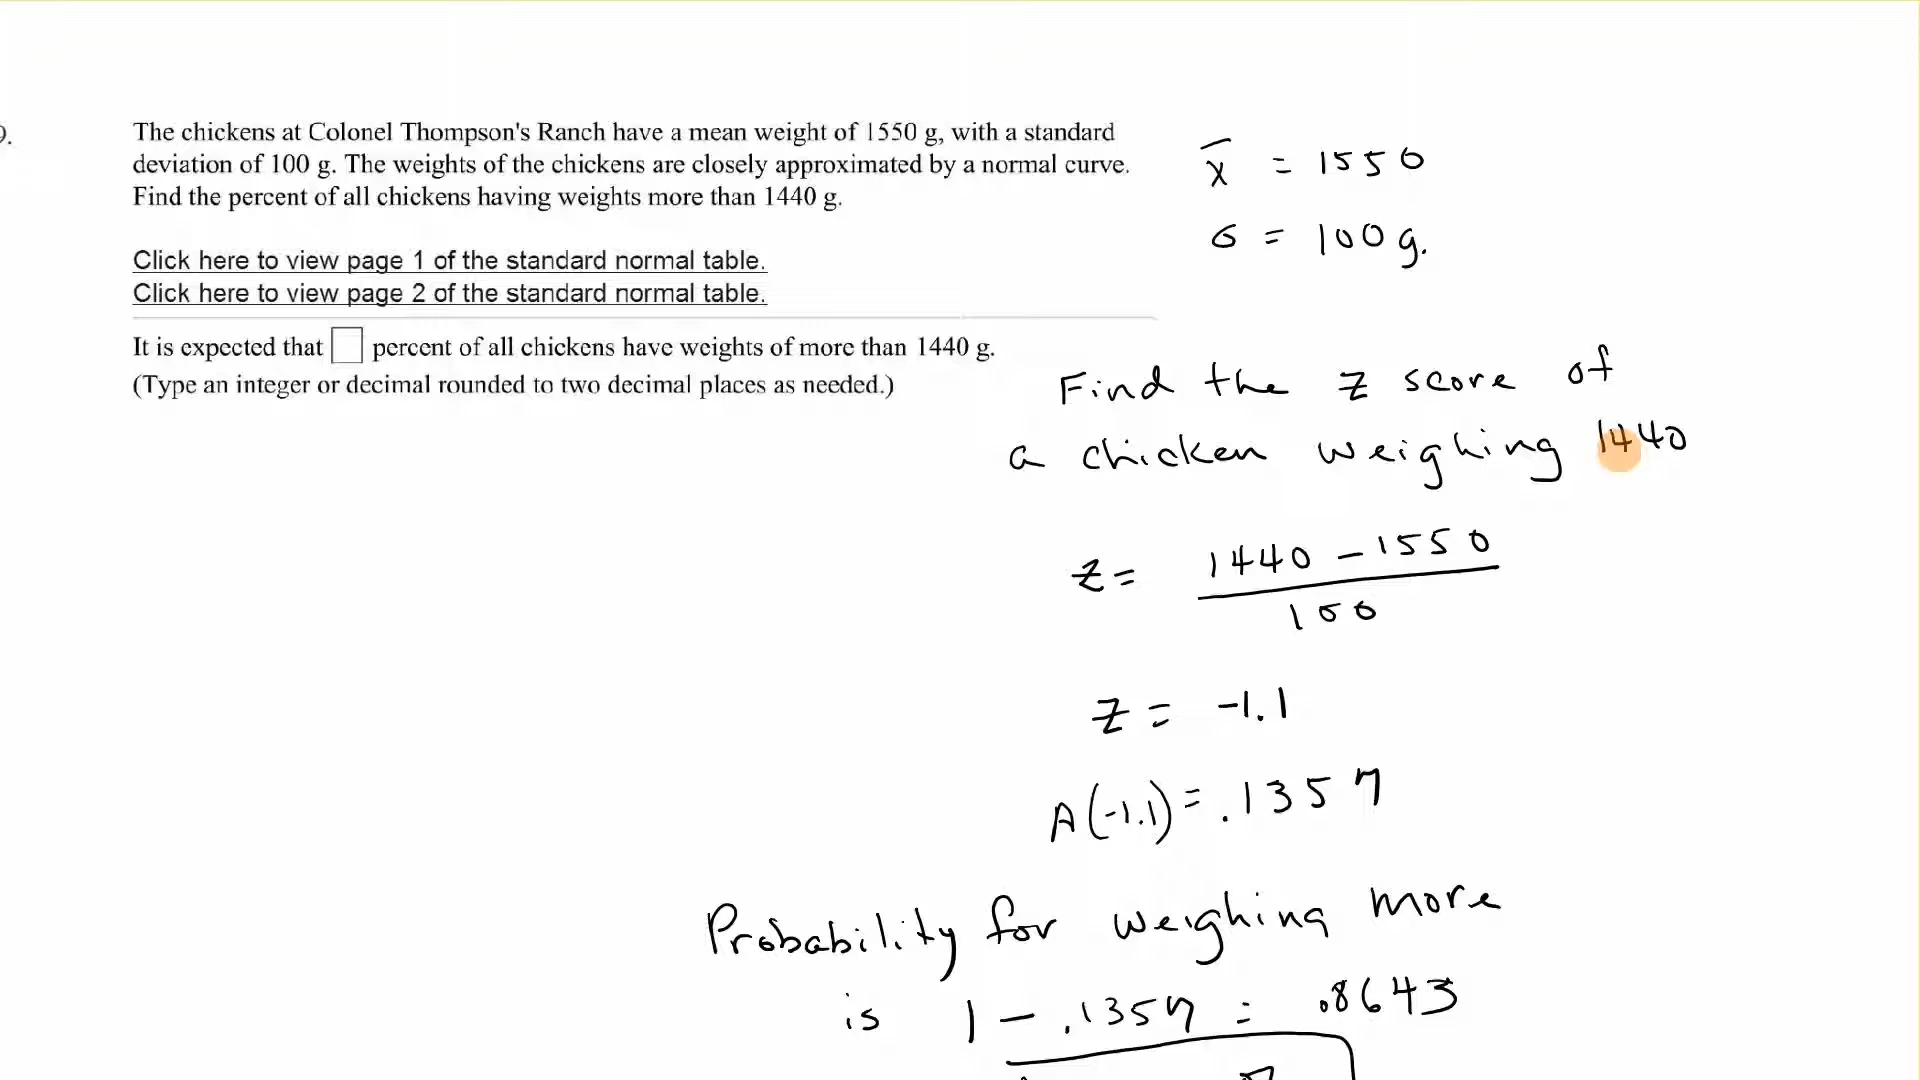 9.
The chickens at Colonel Thompson's Ranch have a mean weight of 1550 g, with a standard
deviation of 100 g. The weights of the chickens are closely approximated by a normal curve.
Find the percent of all chickens having weights more than 1440 g.
Click here to view page 1 of the standard normal table.
Click here to view page 2 of the standard normal table.
It is expected that percent of all chickens have weights of more than 1440 g.
(Type an integer or decimal rounded to two decimal places as needed.)
x̄ = 1550
σ = 100 g.
Find the z score of
a chicken weighing 1440
z = 1440 - 1550
100
z = -1.1
A(-1.1) = .1357
Probability for weighing more
is 1 - .1357 = .8643